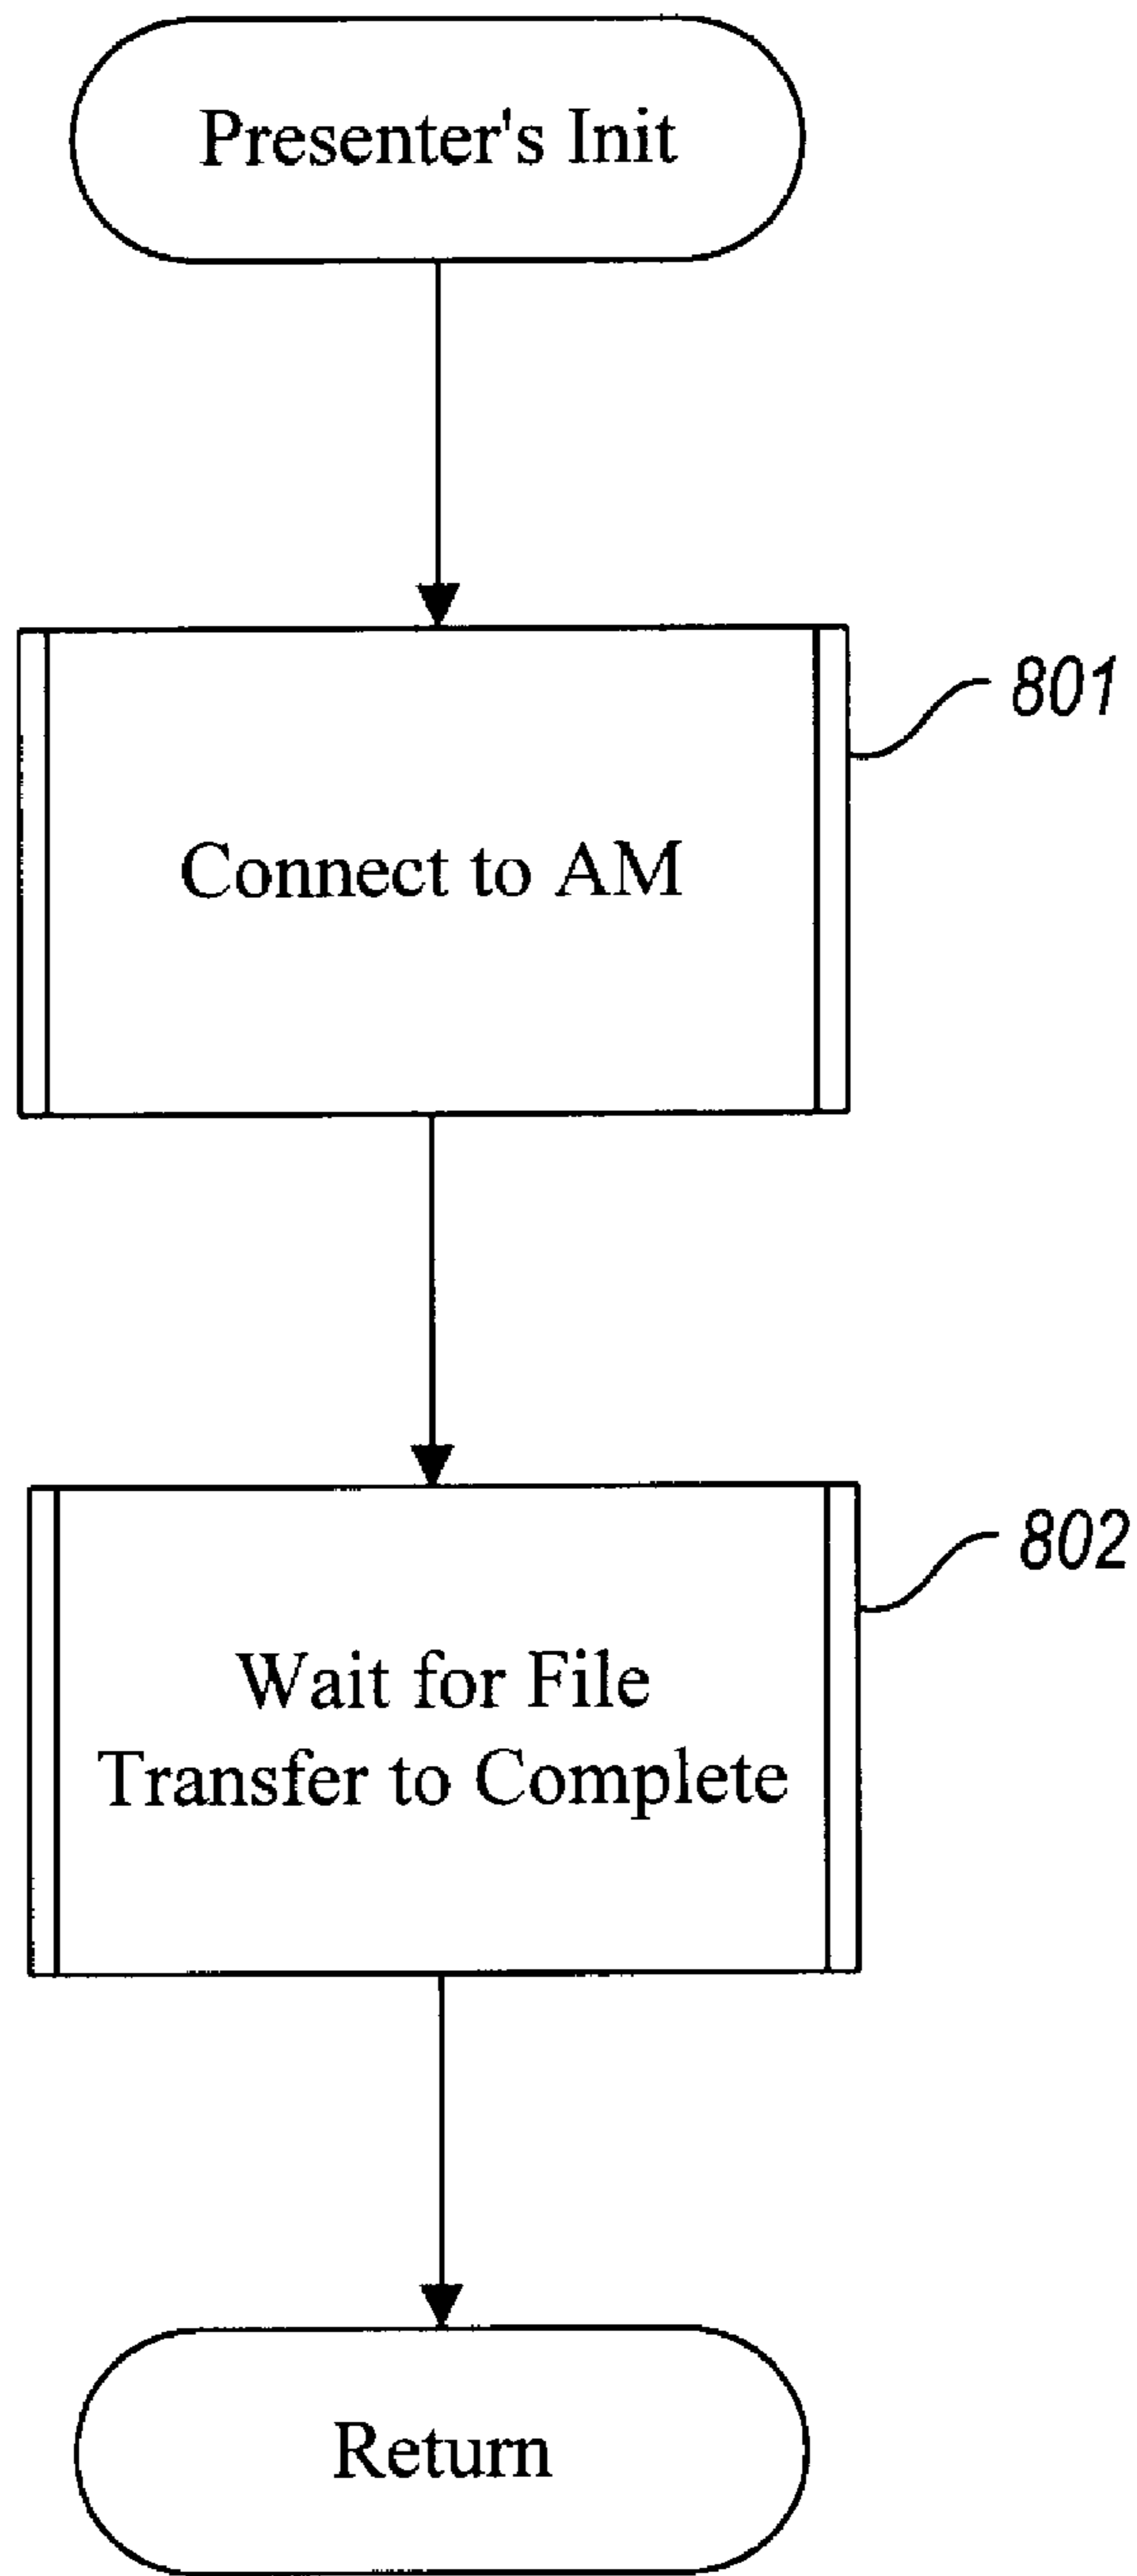 Presenter's Init
801
Connect to AM
802
Wait for File
Transfer to Complete
Return